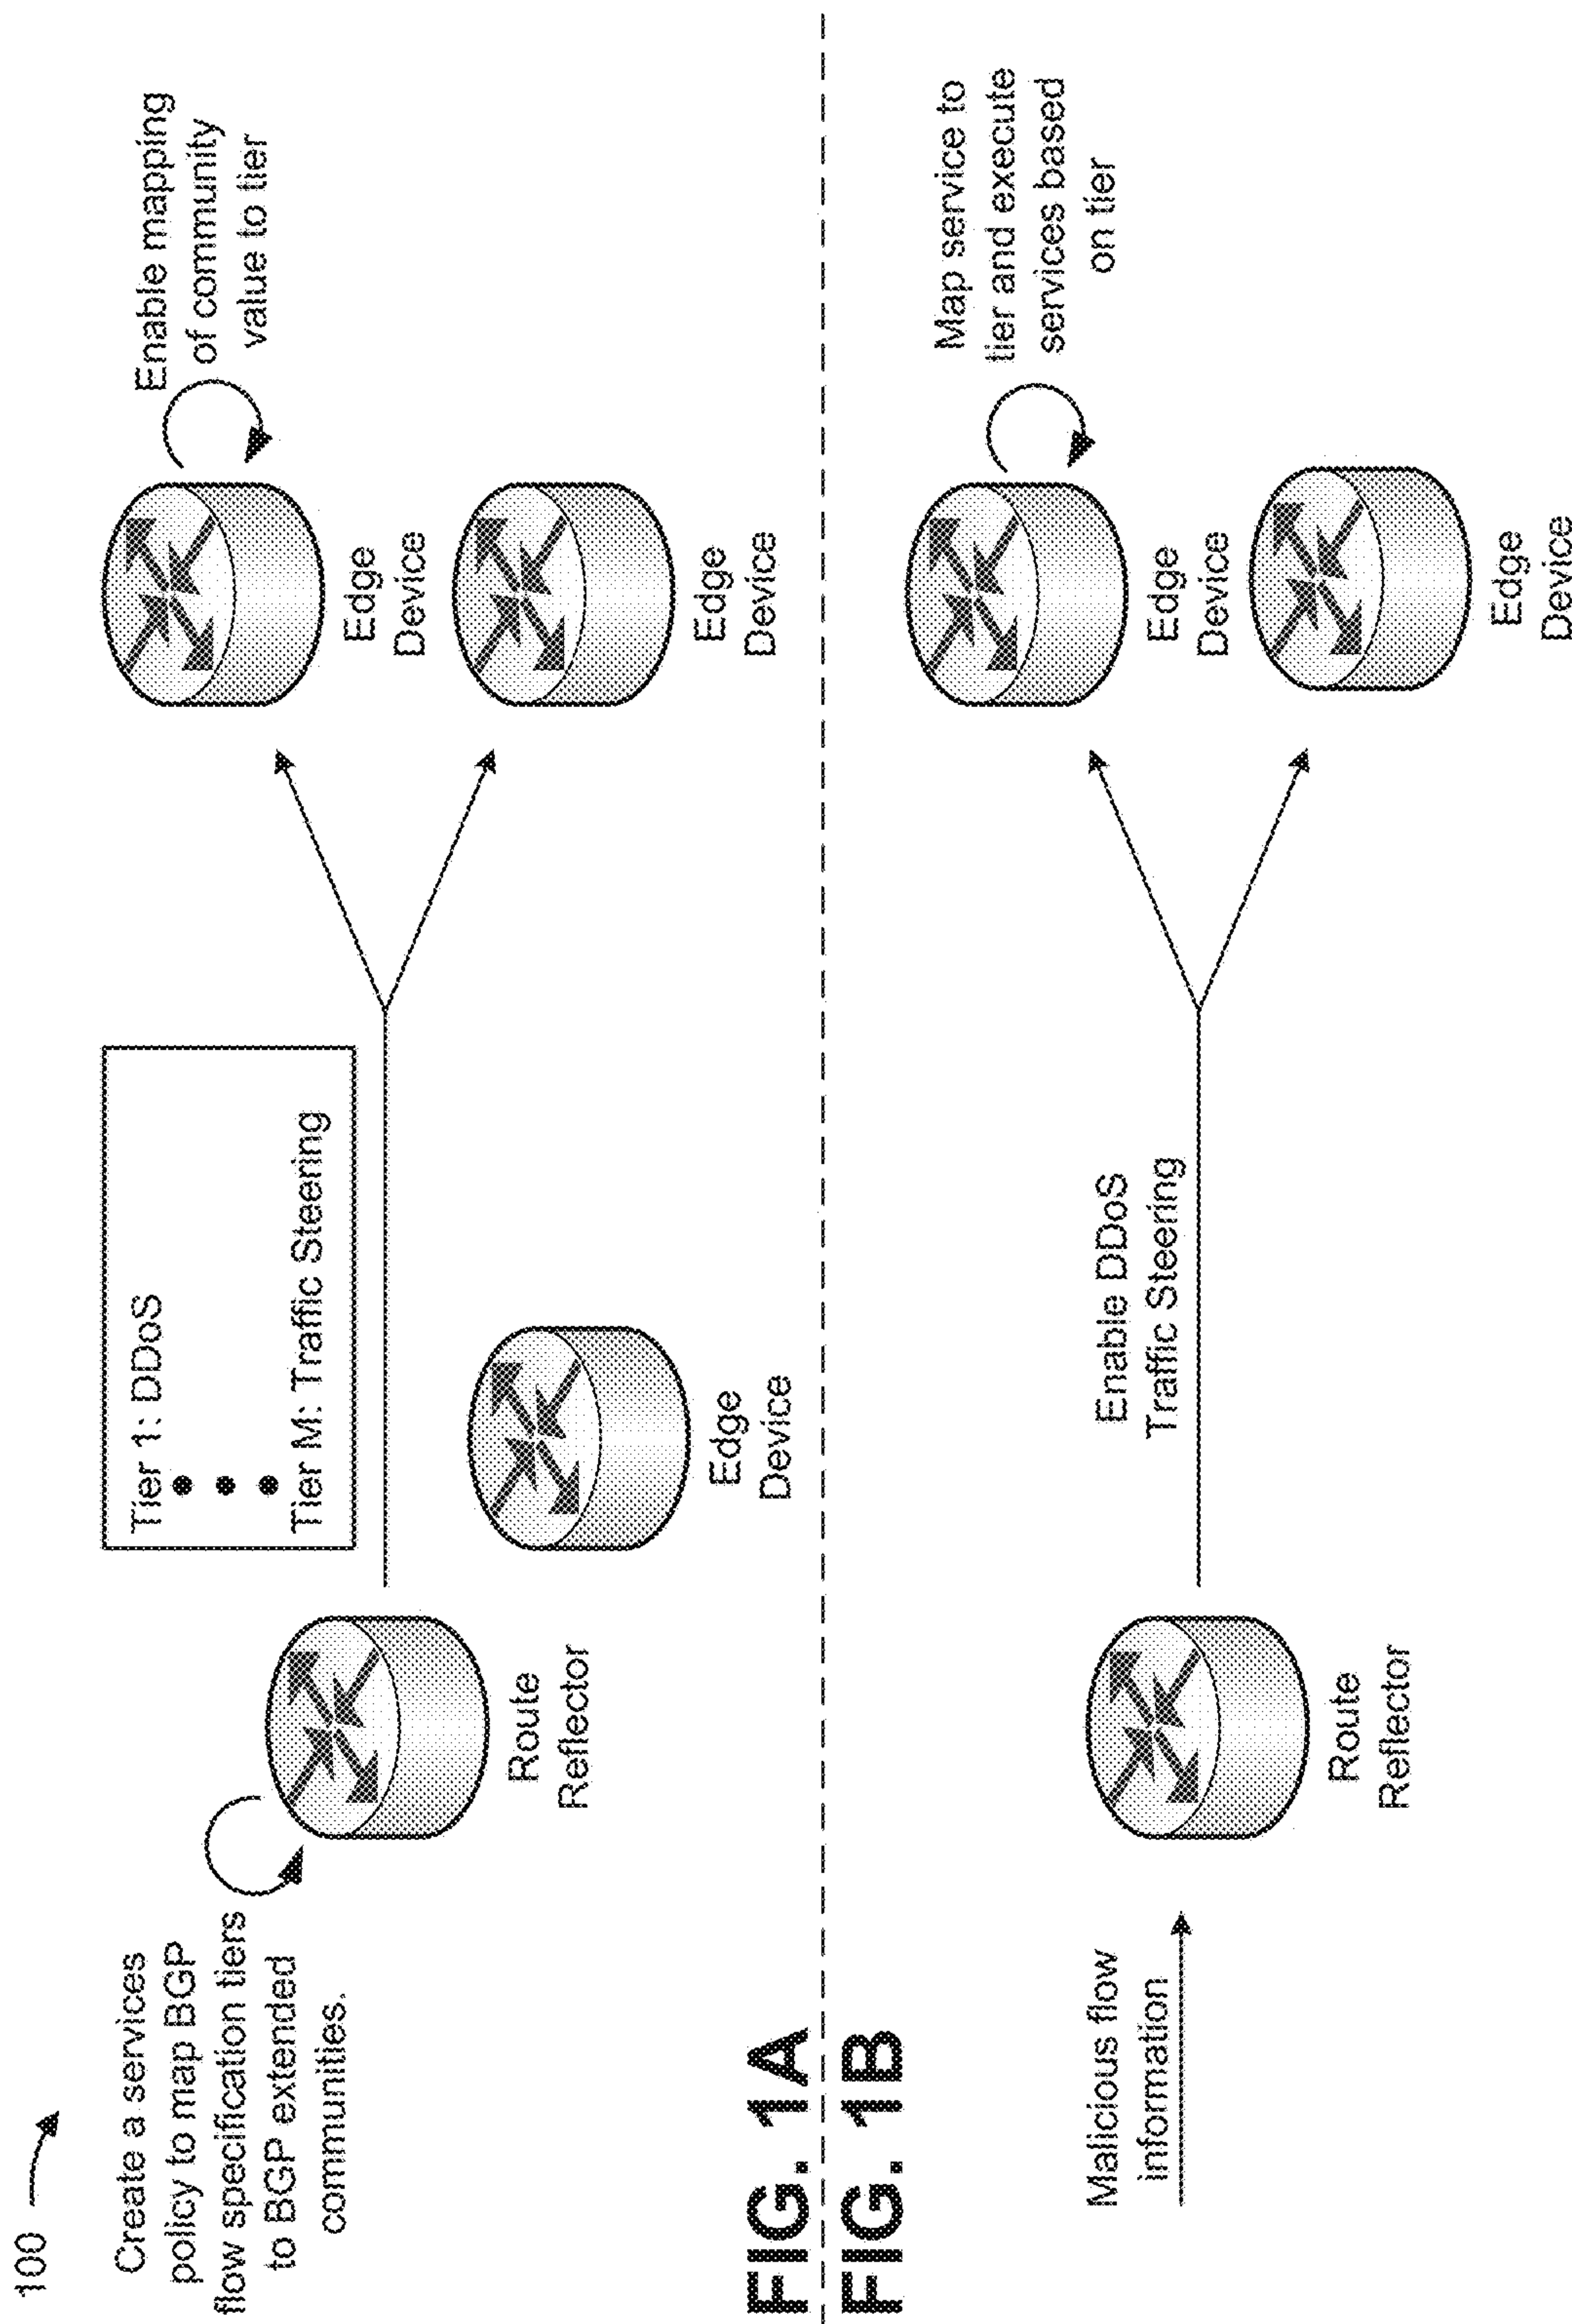 100
Create a services
policy to map BGP
flow specification tiers
to BGP extended
communities.
Route
Reflector
Tier 1: DDoS
Tier M: Traffic Steering
Edge
Device
Enable mapping
of community
value to tier
Edge
Device
Edge
Device
FIG. 1A
FIG. 1B
Malicious flow
information
Route
Reflector
Enable DDoS
Traffic Steering
Map service to
tier and execute
services based
on tier
Edge
Device
Edge
Device